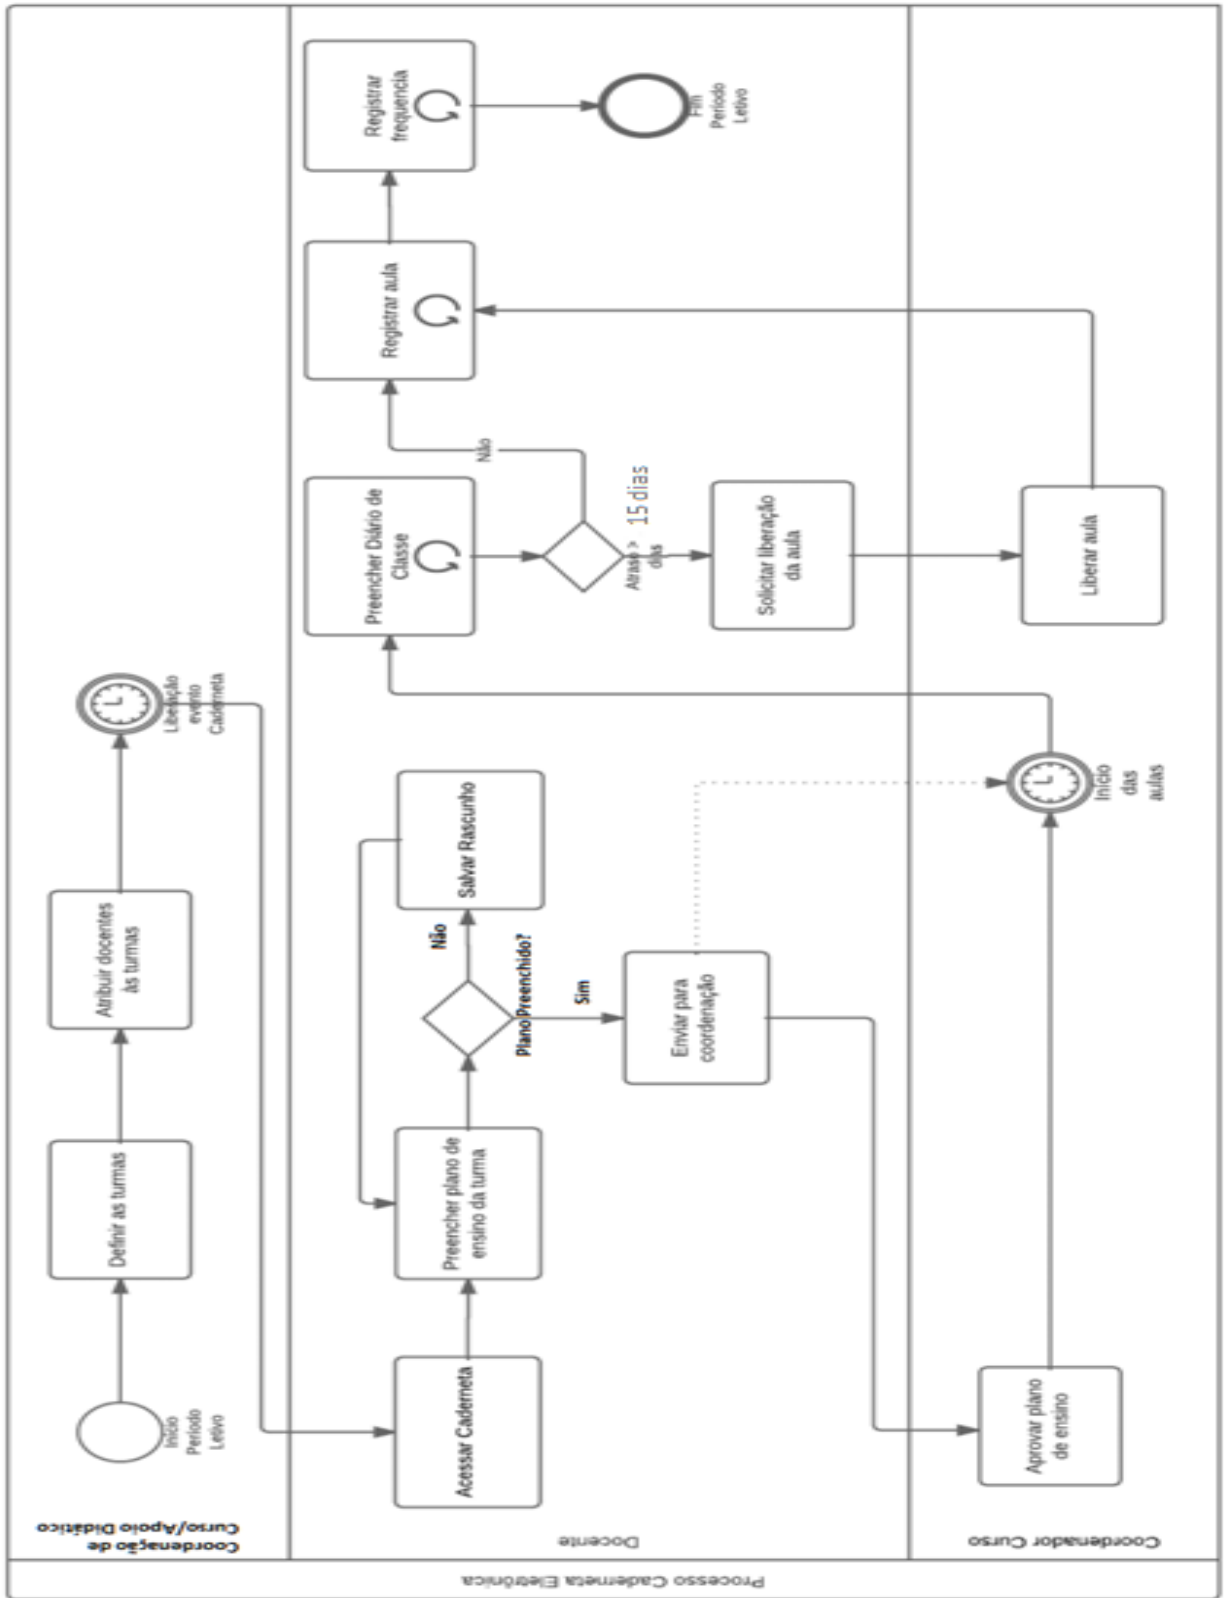 Processo Caderneta Eletrônica
Coordenação de
Curso/Apoio Didático
Início
Período
Letivo
Definir as turmas
Atribuir docentes
às turmas
Liberação
evento
Caderneta
Docente
Acessar Caderneta
Preencher plano de
ensino da turma
Plano Preenchido?
Não
Salvar Rascunho
Sim
Enviar para
coordenação
Preencher Diário de
Classe
Atraso >
dias
15 dias
Não
Solicitar liberação
da aula
Registrar aula
Registrar
frequencia
Fim
Período
Letivo
Coordenador Curso
Aprovar plano
de ensino
Início
das
aulas
Liberar aula